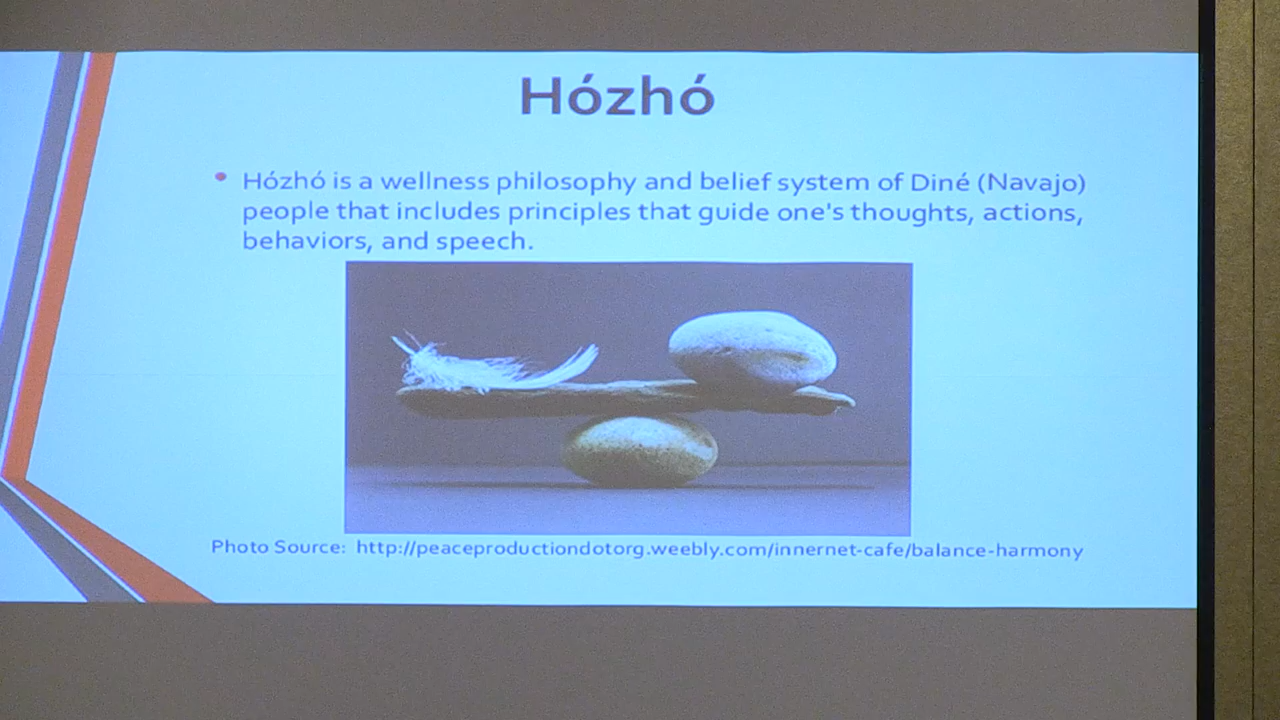 Hózhó
• Hózhó is a wellness philosophy and belief system of Diné (Navajo)
people that includes principles that guide one's thoughts, actions,
behaviors, and speech.
Photo Source: http://peaceproductiondotorg.weebly.com/innernet-cafe/balance-harmony